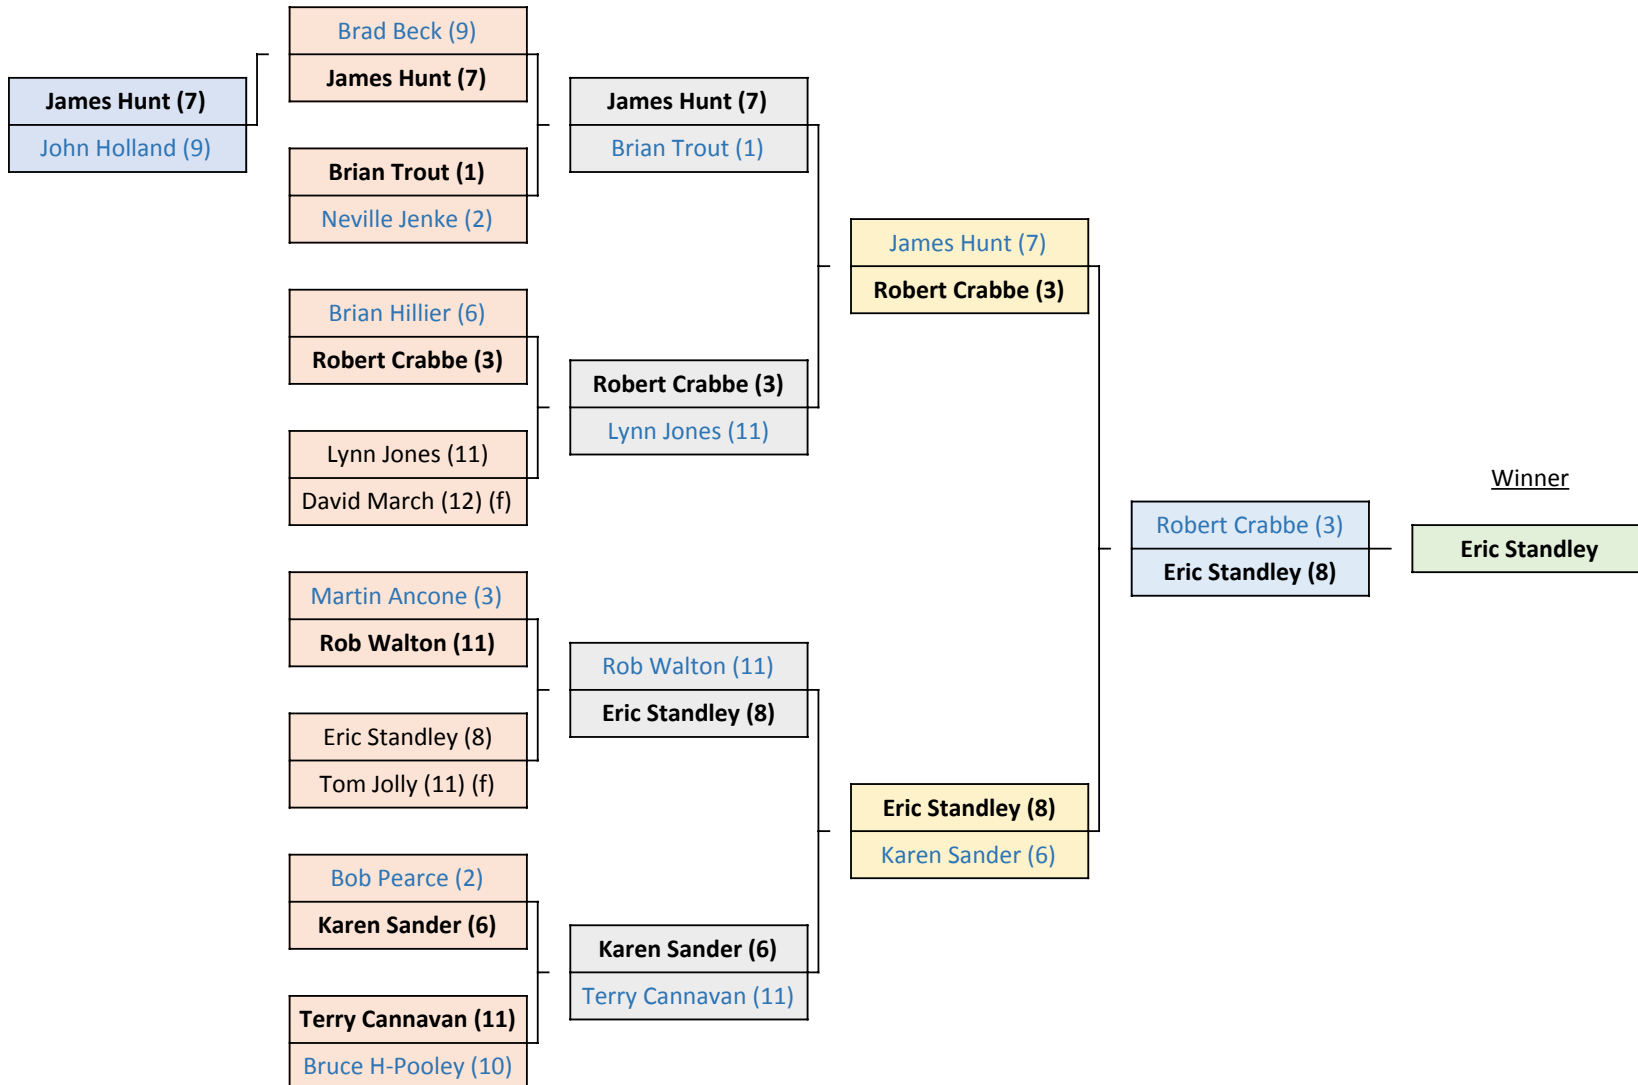 James Hunt (7)
John Holland (9)
Brad Beck (9)
James Hunt (7)
Brian Trout (1)
Neville Jenke (2)
Brian Hillier (6)
Robert Crabbe (3)
Lynn Jones (11)
David March (12) (f)
Martin Ancone (3)
Rob Walton (11)
Eric Standley (8)
Tom Jolly (11) (f)
Bob Pearce (2)
Karen Sander (6)
Terry Cannavan (11)
Bruce H-Pooley (10)
James Hunt (7)
Brian Trout (1)
Robert Crabbe (3)
Lynn Jones (11)
Rob Walton (11)
Eric Standley (8)
Karen Sander (6)
Terry Cannavan (11)
James Hunt (7)
Robert Crabbe (3)
Eric Standley (8)
Karen Sander (6)
Robert Crabbe (3)
Eric Standley (8)
Winner
Eric Standley